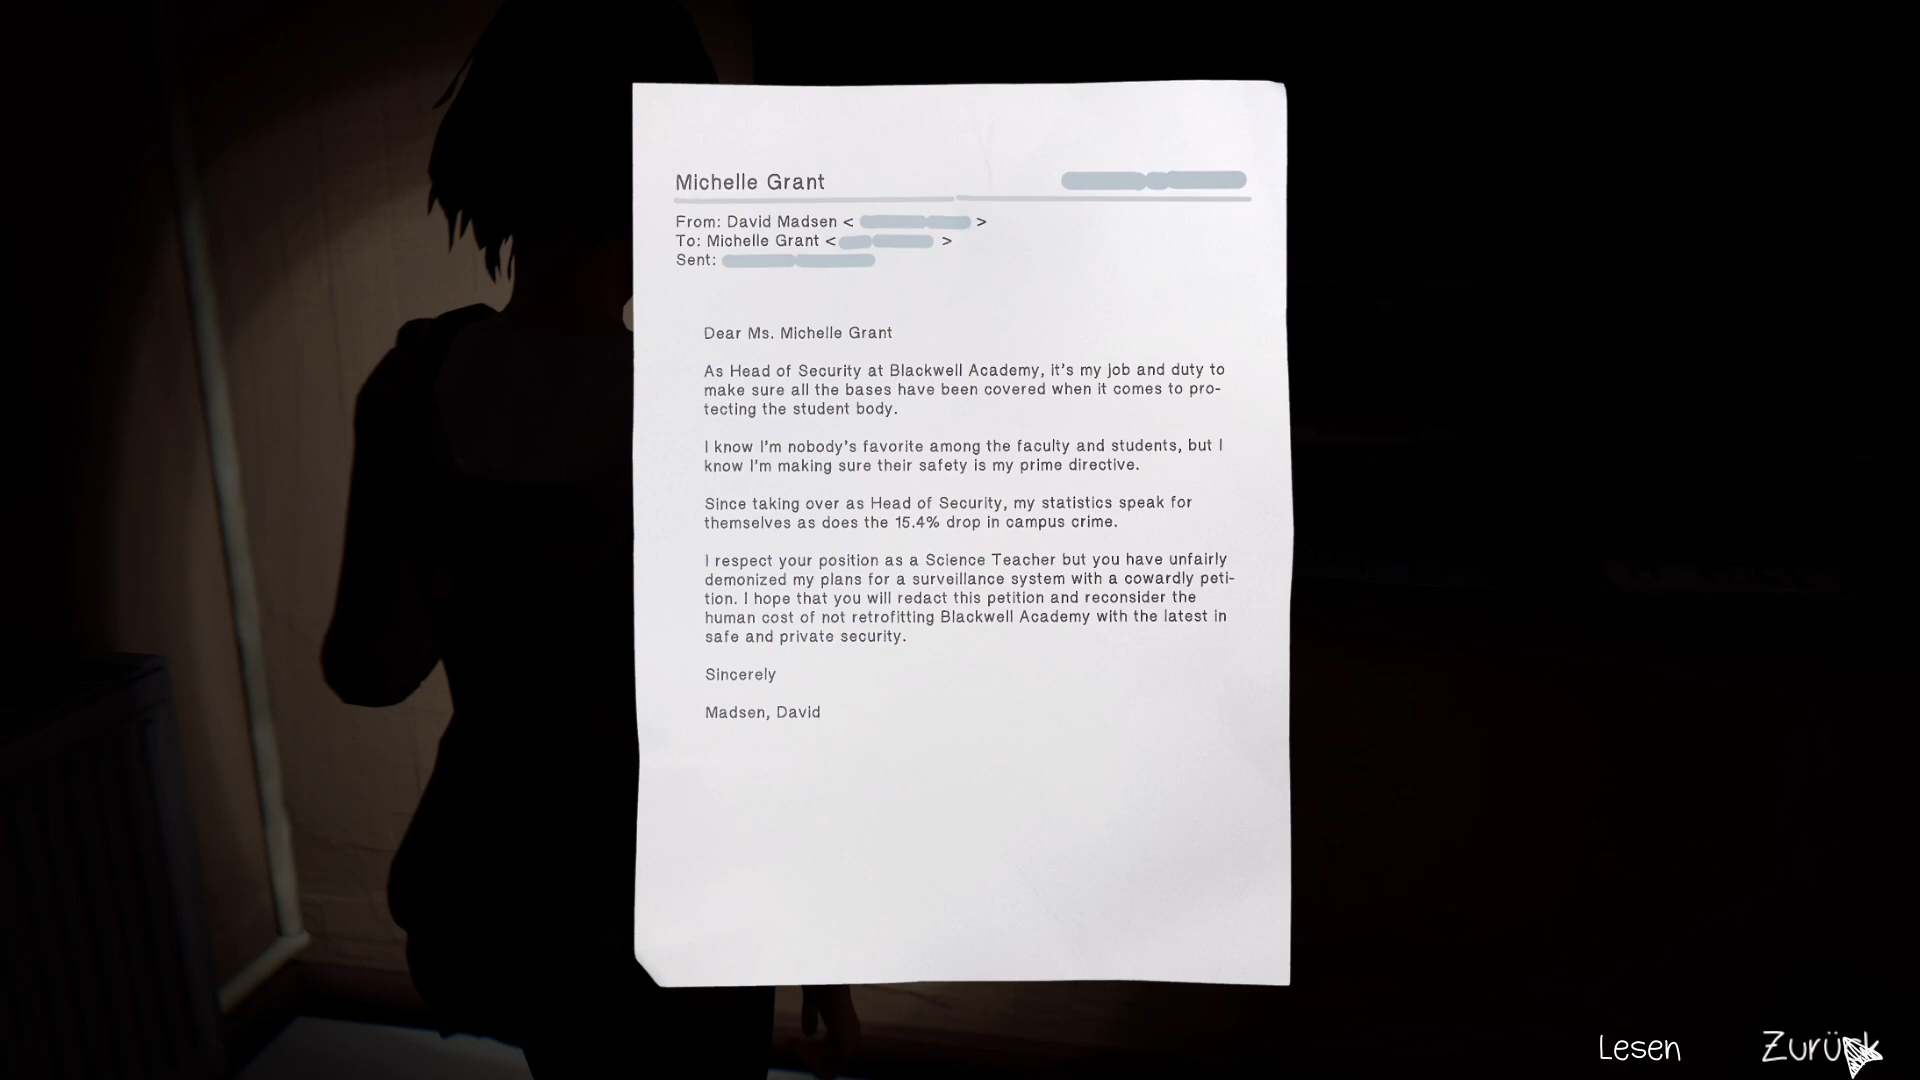 Michelle Grant
From: David Madsen < >
To: Michelle Grant < >
Sent:
Dear Ms. Michelle Grant
As Head of Security at Blackwell Academy, it's my job and duty to
make sure all the bases have been covered when it comes to pro-
tecting the student body.
I know I'm nobody's favorite among the faculty and students, but I
know I'm making sure their safety is my prime directive.
Since taking over as Head of Security, my statistics speak for
themselves as does the 15.4% drop in campus crime.
I respect your position as a Science Teacher but you have unfairly
demonized my plans for a surveillance system with a cowardly peti-
tion. I hope that you will redact this petition and reconsider the
human cost of not retrofitting Blackwell Academy with the latest in
safe and private security.
Sincerely
Madsen, David
Lesen
Zurück